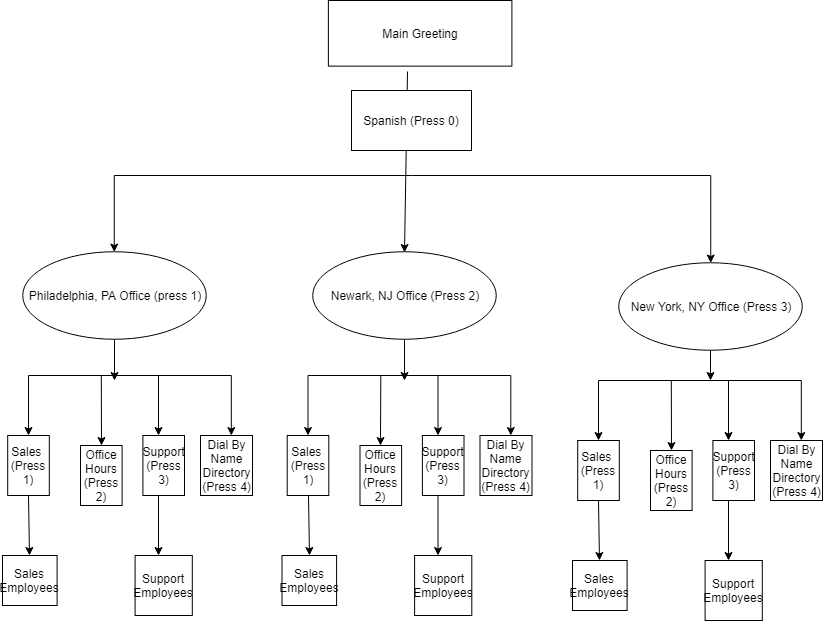 Main Greeting
Spanish (Press 0)
Philadelphia, PA Office (press 1)
Newark, NJ Office (Press 2)
New York, NY Office (Press 3)
Sales
(Press
1)
Office
Hours
(Press
2)
Support
(Press
3)
Dial By
Name
Directory
(Press 4)
Sales
(Press
1)
Office
Hours
(Press
2)
Support
(Press
3)
Dial By
Name
Directory
(Press 4)
Sales
(Press
1)
Office
Hours
(Press
2)
Support
(Press
3)
Dial By
Name
Directory
(Press 4)
Sales
Employees
Support
Employees
Sales
Employees
Support
Employees
Sales
Employees
Support
Employees